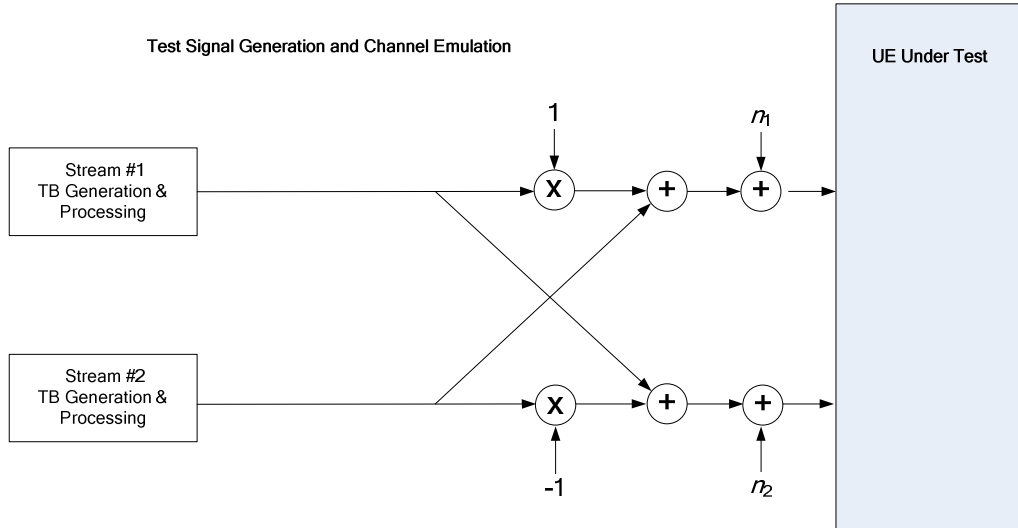 Test Signal Generation and Channel Emulation
UE Under Test
1
n1
Stream #1
TB Generation &
Processing
X
+
+
Stream #2
TB Generation &
Processing
X
+
+
-1
n2